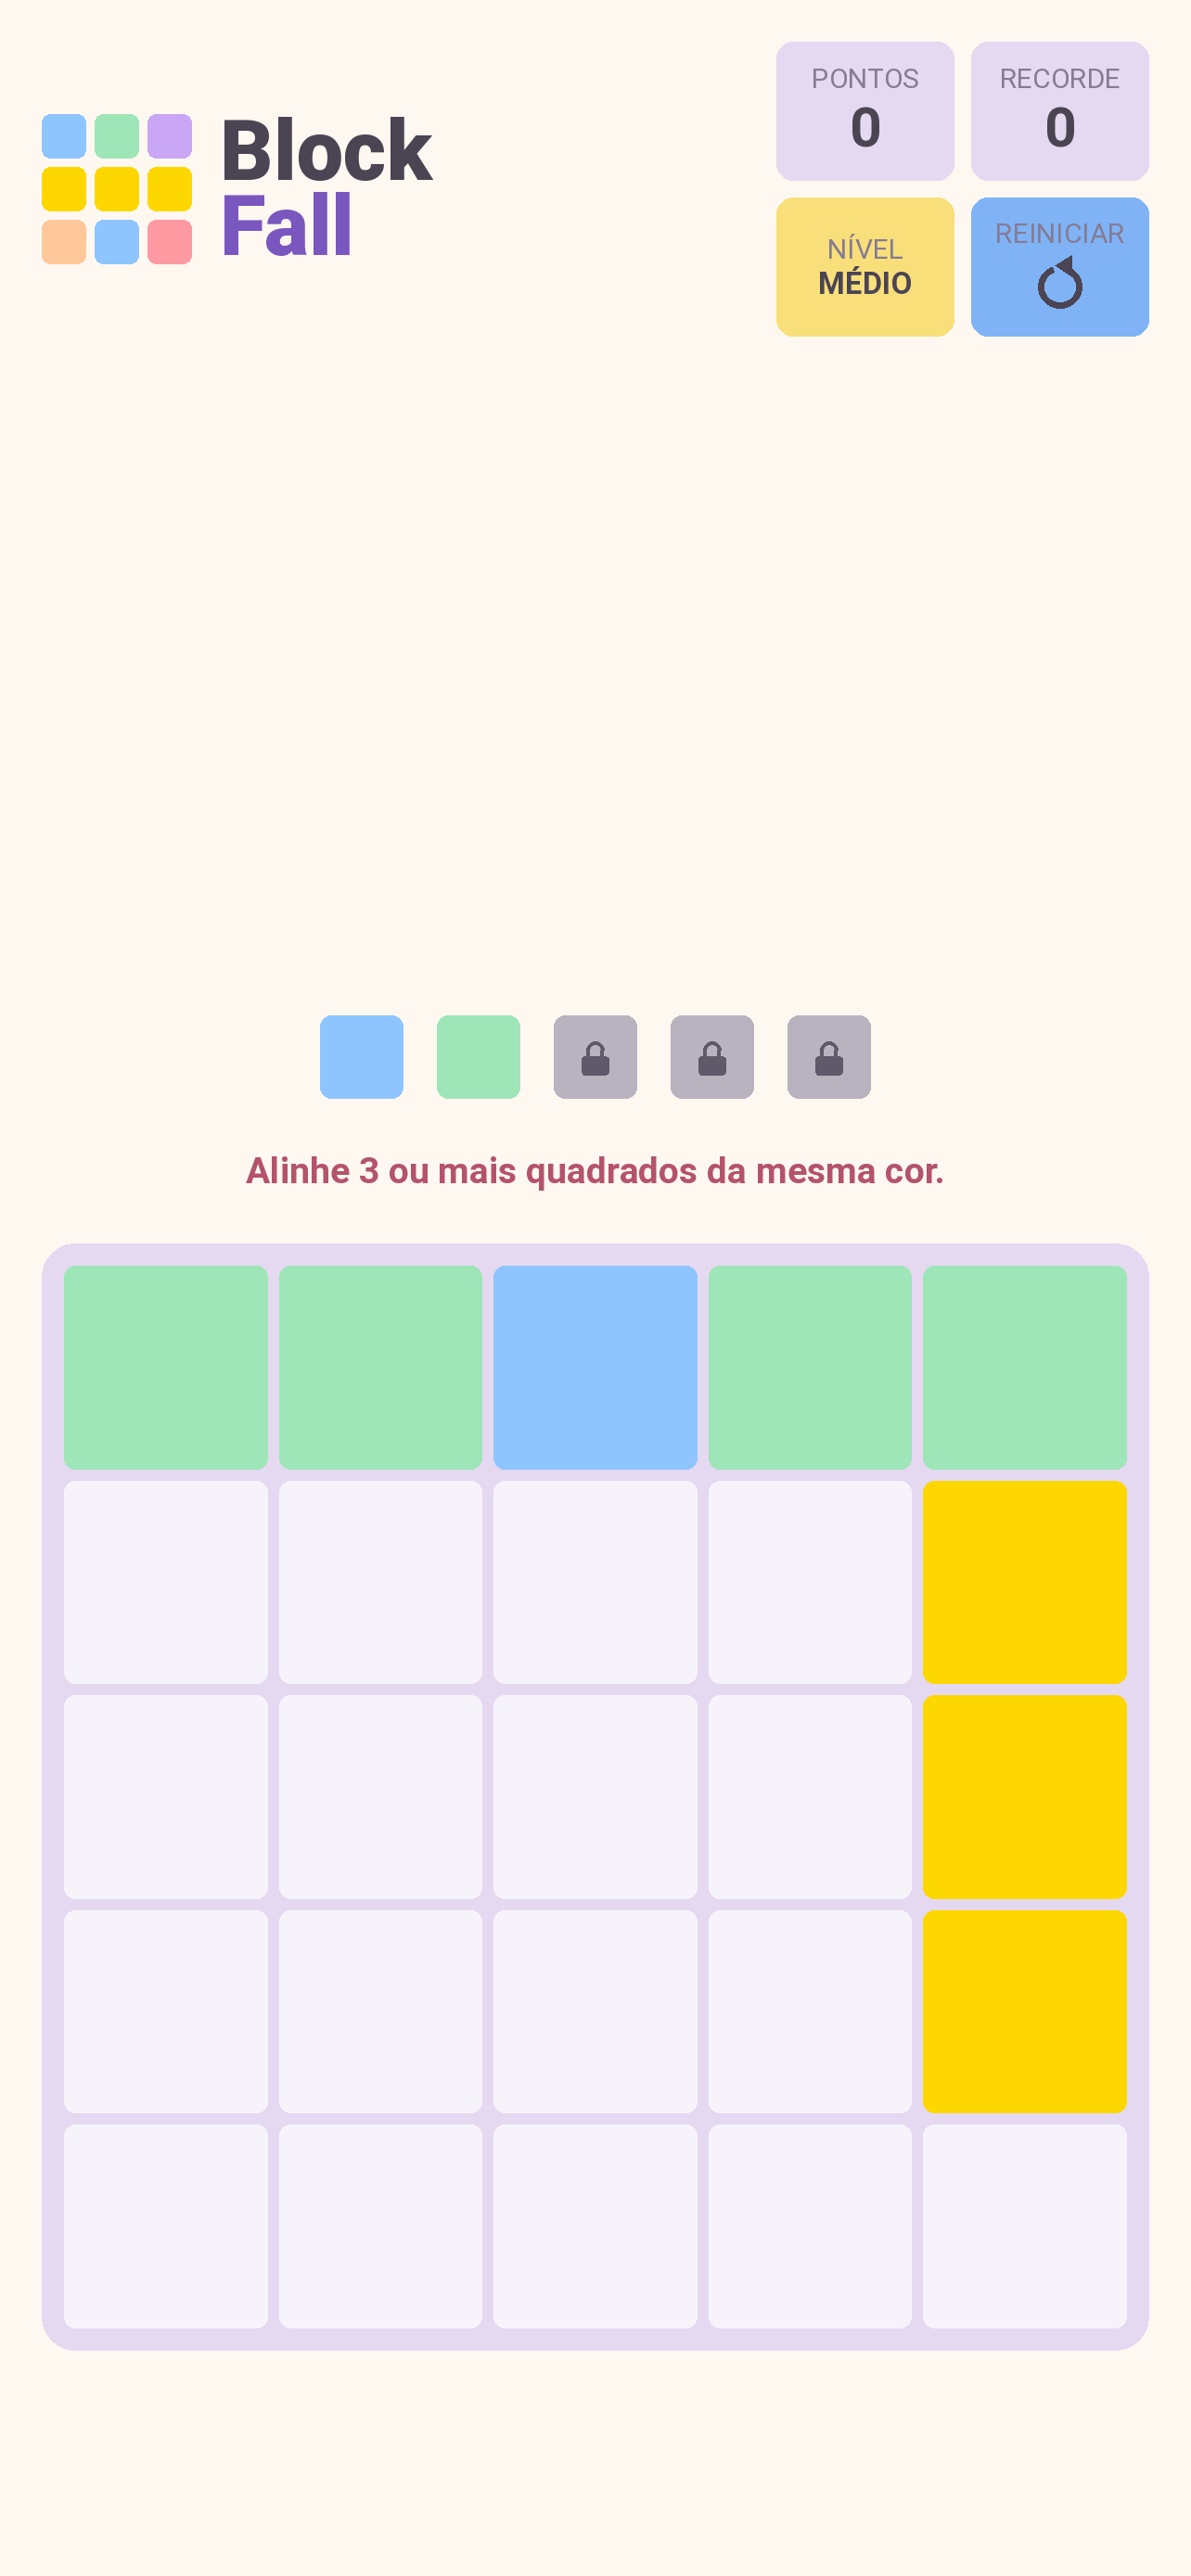 Block
Fall
PONTOS
0
RECORDE
0
NÍVEL
MÉDIO
REINICIAR
Alinhe 3 ou mais quadrados da mesma cor.